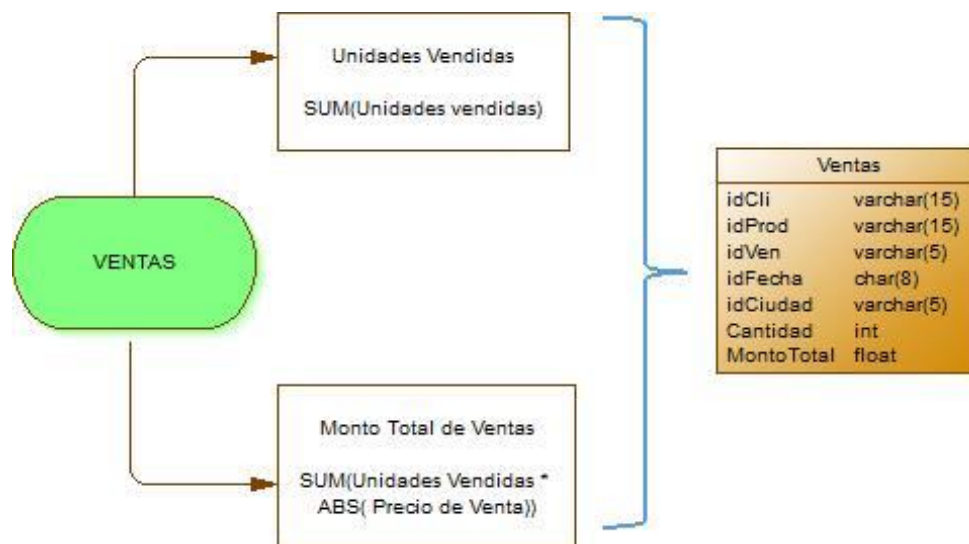 Unidades Vendidas
SUM(Unidades vendidas)
VENTAS
Monto Total de Ventas
SUM(Unidades Vendidas *
ABS( Precio de Venta))
Ventas
idCli varchar(15)
idProd varchar(15)
idVen varchar(5)
idFecha char(8)
idCiudad varchar(5)
Cantidad int
MontoTotal float